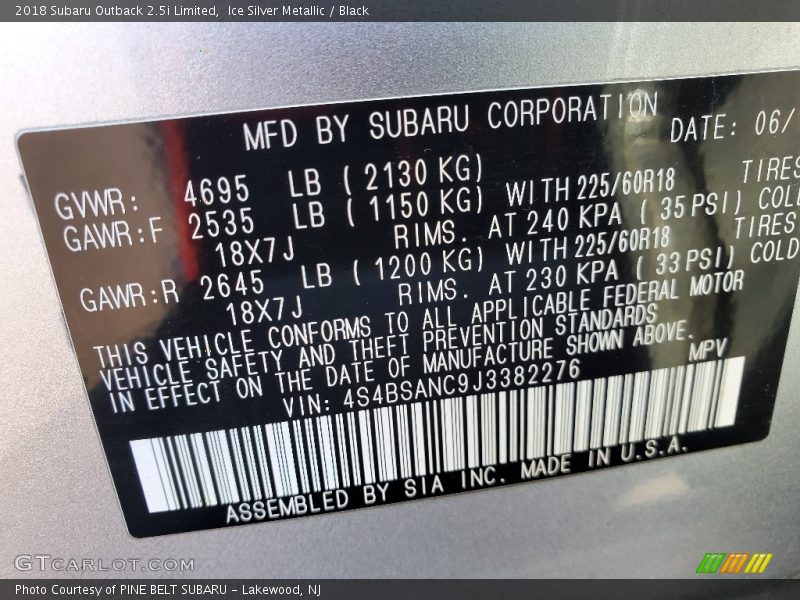 2018 Subaru Outback 2.5i Limited,  Ice Silver Metallic / Black
MFD BY SUBARU CORPORATION
DATE: 06/
GVWR: 4695 LB ( 2130 KG)
GAWR:F 2535 LB ( 1150 KG) WITH 225/60R18 TIRES
18X7J RIMS. AT 240 KPA ( 35 PSI) COLD
GAWR:R 2645 LB ( 1200 KG) WITH 225/60R18 TIRES
18X7J RIMS. AT 230 KPA ( 33 PSI) COLD
THIS VEHICLE CONFORMS TO ALL APPLICABLE FEDERAL MOTOR
VEHICLE SAFETY AND THEFT PREVENTION STANDARDS
IN EFFECT ON THE DATE OF MANUFACTURE SHOWN ABOVE.
VIN: 4S4BSANC9J3382276 MPV
ASSEMBLED BY SIA INC. MADE IN U.S.A.
GTCarLot.com
Photo Courtesy of PINE BELT SUBARU - Lakewood, NJ